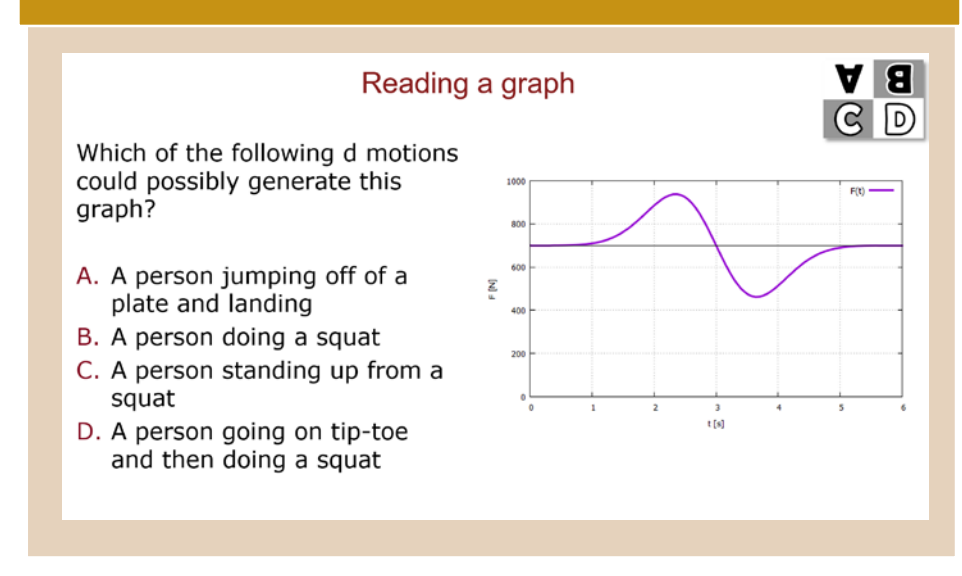 Reading a graph
A B
C D
Which of the following d motions
could possibly generate this
graph?
A. A person jumping off of a
plate and landing
B. A person doing a squat
C. A person standing up from a
squat
D. A person going on tip-toe
and then doing a squat
F(t)
1000
800
600
400
200
0
F [N]
0 1 2 3 4 5 6
t [s]